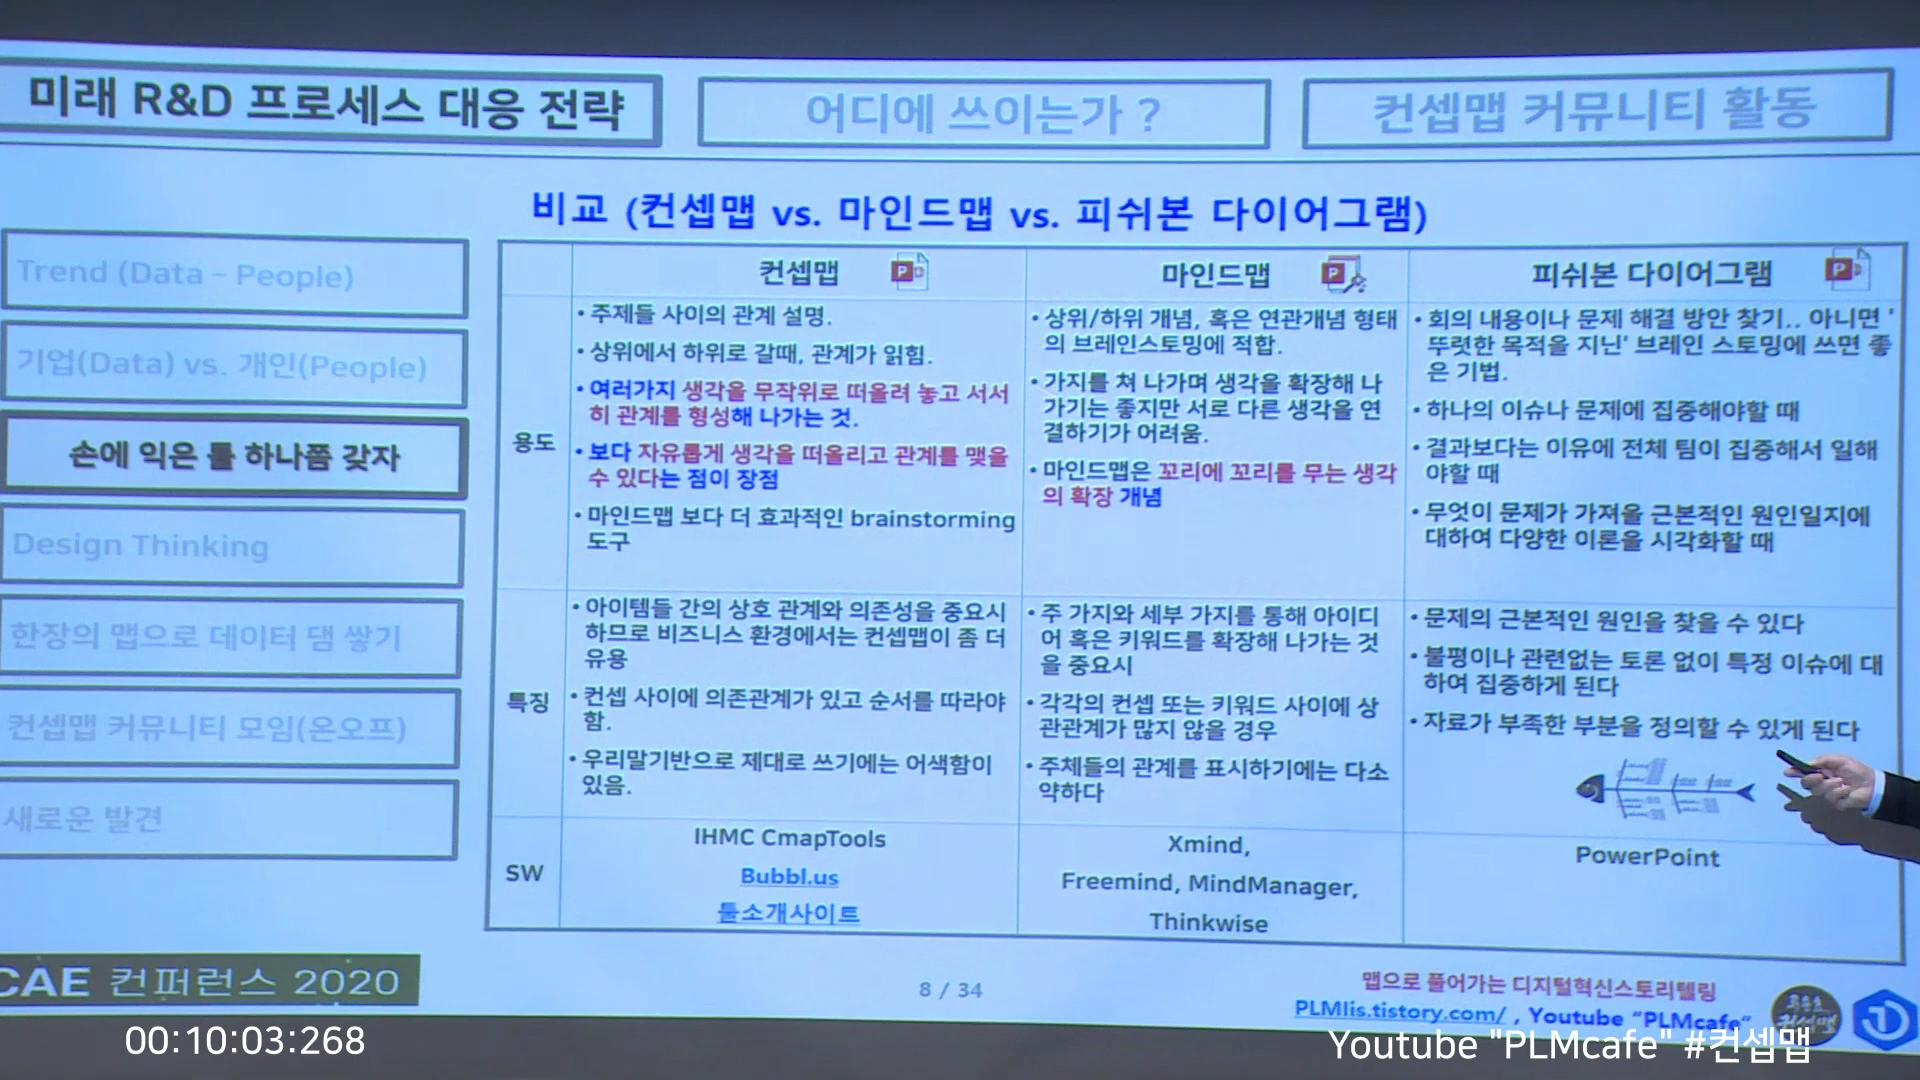 미래 R&D 프로세스 대응 전략
어디에 쓰이는가 ?
컨셉맵 커뮤니티 활동
비교 (컨셉맵 vs. 마인드맵 vs. 피쉬본 다이어그램)
Trend (Data – People)
기업(Data) vs. 개인(People)
손에 익은 툴 하나쯤 갖자
Design Thinking
한장의 맵으로 데이터 댐 쌓기
컨셉맵 커뮤니티 모임(온오프)
새로운 발견
컨셉맵
마인드맵
피쉬본 다이어그램
용도
• 주제들 사이의 관계 설명.
• 상위에서 하위로 갈때, 관계가 읽힘.
• 여러가지 생각을 무작위로 떠올려 놓고 서서
히 관계를 형성해 나가는 것.
• 보다 자유롭게 생각을 떠올리고 관계를 맺을
수 있다는 점이 장점
• 마인드맵 보다 더 효과적인 brainstorming
도구
• 상위/하위 개념, 혹은 연관개념 형태
의 브레인스토밍에 적합.
• 가지를 쳐 나가며 생각을 확장해 나
가기는 좋지만 서로 다른 생각을 연
결하기가 어려움.
• 마인드맵은 꼬리에 꼬리를 무는 생각
의 확장 개념
• 회의 내용이나 문제 해결 방안 찾기.. 아니면 '
뚜렷한 목적을 지닌' 브레인 스토밍에 쓰면 좋
은 기법.
• 하나의 이슈나 문제에 집중해야할 때
• 결과보다는 이유에 전체 팀이 집중해서 일해
야할 때
• 무엇이 문제가 가져올 근본적인 원인일지에
대하여 다양한 이론을 시각화할 때
특징
• 아이템들 간의 상호 관계와 의존성을 중요시
하므로 비즈니스 환경에서는 컨셉맵이 좀 더
유용
• 컨셉 사이에 의존관계가 있고 순서를 따라야
함.
• 우리말기반으로 제대로 쓰기에는 어색함이
있음.
• 주 가지와 세부 가지를 통해 아이디
어 혹은 키워드를 확장해 나가는 것
을 중요시
• 각각의 컨셉 또는 키워드 사이에 상
관관계가 많지 않을 경우
• 주체들의 관계를 표시하기에는 다소
약하다
• 문제의 근본적인 원인을 찾을 수 있다
• 불평이나 관련없는 토론 없이 특정 이슈에 대
하여 집중하게 된다
• 자료가 부족한 부분을 정의할 수 있게 된다
SW
IHMC CmapTools
Bubbl.us
툴소개사이트
Xmind,
Freemind, MindManager,
Thinkwise
PowerPoint
CAE 컨퍼런스 2020
8 / 34
맵으로 풀어가는 디지털혁신스토리텔링
PLMIis.tistory.com/ , Youtube "PLMcafe"
00:10:03:268
Youtube "PLMcafe" #컨셉맵